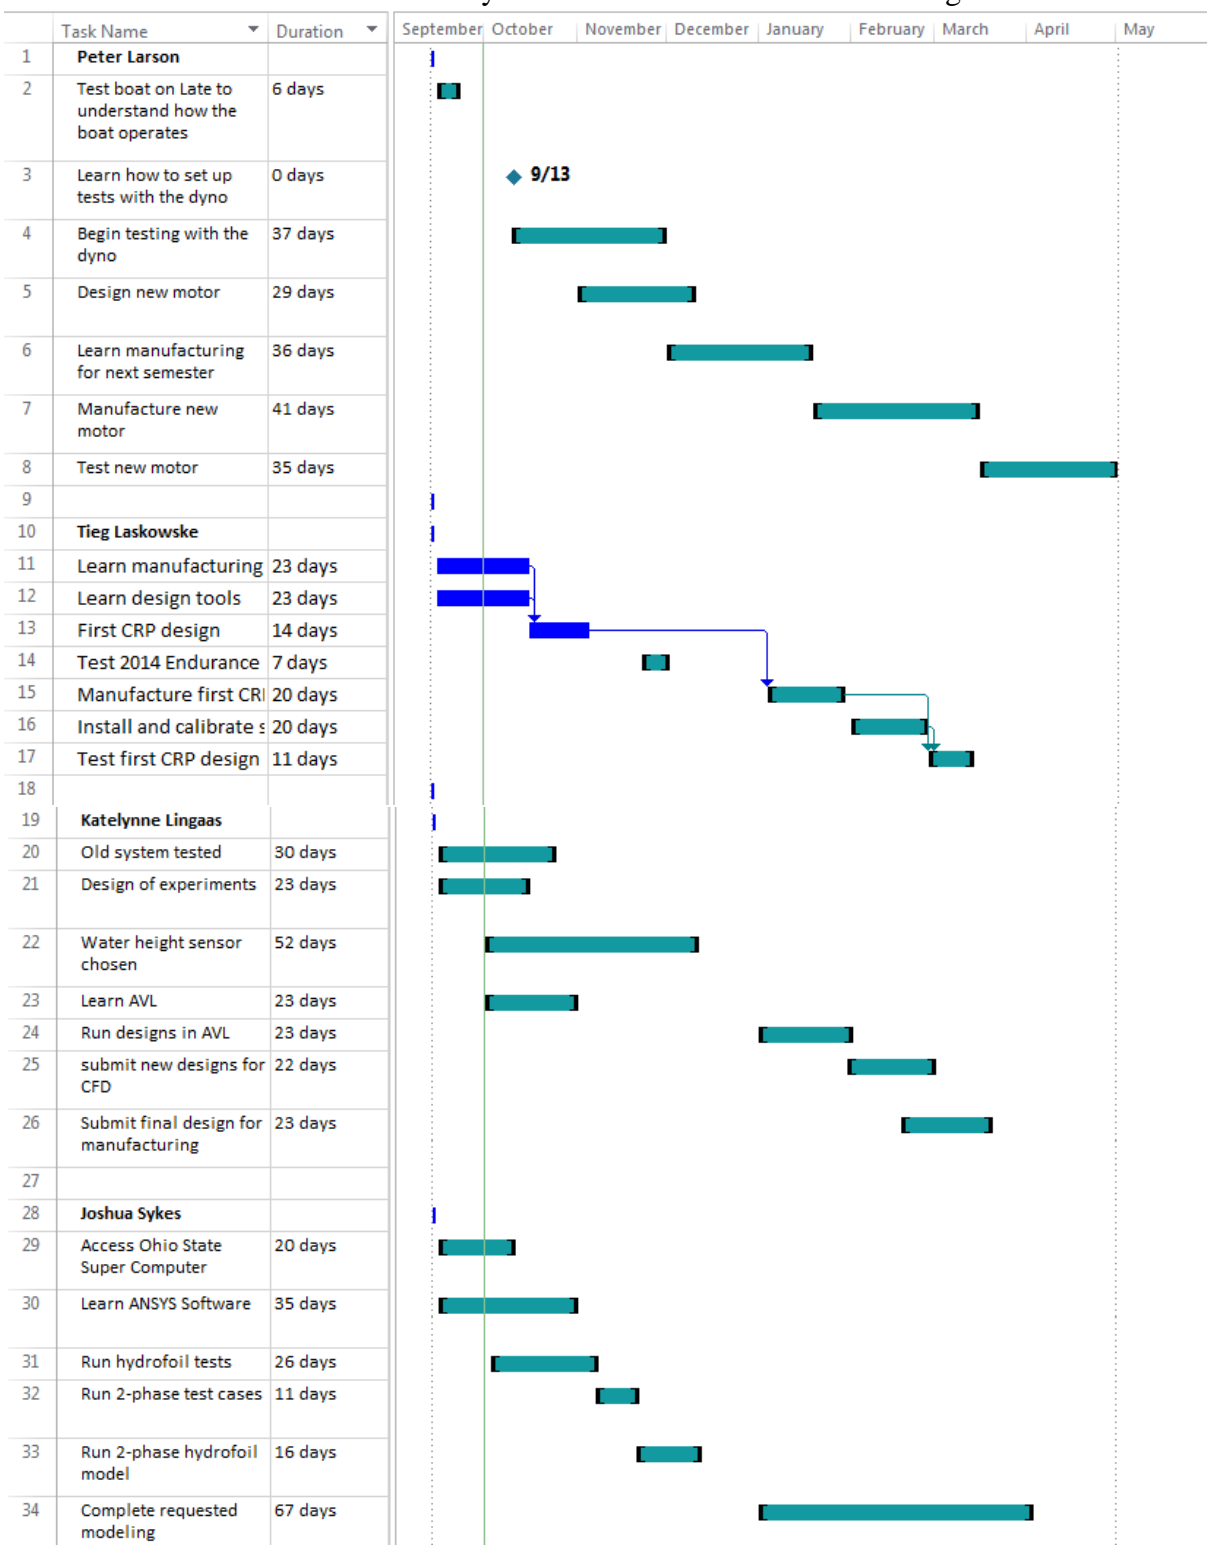 Task Name Duration September October November December January February March April May
1 Peter Larson
2 Test boat on Late to 6 days
understand how the
boat operates
3 Learn how to set up 0 days 9/13
tests with the dyno
4 Begin testing with the 37 days
dyno
5 Design new motor 29 days
6 Learn manufacturing 36 days
for next semester
7 Manufacture new 41 days
motor
8 Test new motor 35 days
9
10 Tieg Laskowske
11 Learn manufacturing 23 days
12 Learn design tools 23 days
13 First CRP design 14 days
14 Test 2014 Endurance 7 days
15 Manufacture first 20 days
16 Install and calibrate 20 days
17 Test first CRP design 11 days
18
19 Katelynne Lingaas
20 Old system tested 30 days
21 Design of experiments 23 days
22 Water height sensor 52 days
chosen
23 Learn AVL 23 days
24 Run designs in AVL 23 days
25 submit new designs for 22 days
CFD
26 Submit final design for 23 days
manufacturing
27
28 Joshua Sykes
29 Access Ohio State 20 days
Super Computer
30 Learn ANSYS Software 35 days
31 Run hydrofoil tests 26 days
32 Run 2-phase test cases 11 days
33 Run 2-phase hydrofoil 16 days
model
34 Complete requested 67 days
modeling